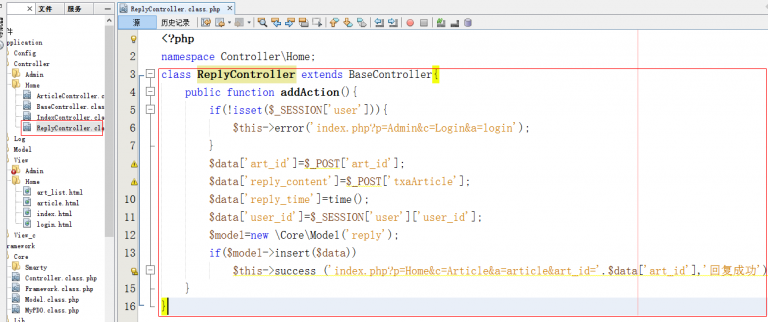 文件
服务
ReplyController.class.php
源
历史记录
pplication
Config
Controller
Admin
Home
ArticleController.c
BaseController.clas
IndexController.cla
ReplyController.cla
Log
Model
View
Admin
Home
art_list.html
article.html
index.html
login.html
View_c
ramework
Core
Smarty
Controller.class.php
Framework.class.php
Model.class.php
MyPDO.class.php
Lib
<?php
2 namespace Controller\Home;
3 class ReplyController extends BaseController{
4 public function addAction(){
5 if(!isset($_SESSION['user'])){
6 $this->error('index.php?p=Admin&c=Login&a=login');
7 }
$data['art_id']=$_POST['art_id'];
$data['reply_content']=$_POST['txaArticle'];
10 $data['reply_time']=time();
11 $data['user_id']=$_SESSION['user']['user_id'];
12 $model=new \Core\Model('reply');
13 if($model->insert($data))
$this->success ('index.php?p=Home&c=Article&a=article&art_id='.$data['art_id'],'回复成功')
15 }
16 }